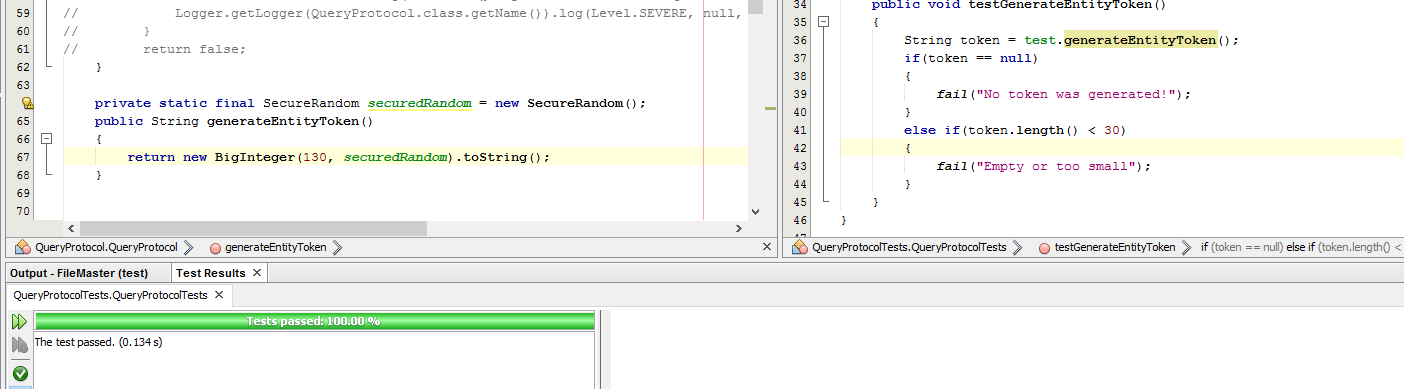 59 // Logger.getLogger(QueryProtocol.class.getName()).log(Level.SEVERE, null,
60 // }
61 // return false;
62 }
63
private static final SecureRandom securedRandom = new SecureRandom();
65 public String generateEntityToken()
66 {
67 return new BigInteger(130, securedRandom).toString();
68 }
69
70
QueryProtocol.QueryProtocol generateEntityToken
34 public void testGenerateEntityToken()
35 {
36 String token = test.generateEntityToken();
37 if(token == null)
38 {
39 fail("No token was generated!");
40 }
41 else if(token.length() < 30)
42 {
43 fail("Empty or too small");
44 }
45 }
46 }
QueryProtocolTests.QueryProtocolTests testGenerateEntityToken if (token == null) else if (token.length() <
Output - FileMaster (test) Test Results
QueryProtocolTests.QueryProtocolTests
Tests passed: 100.00 %
The test passed. (0.134 s)